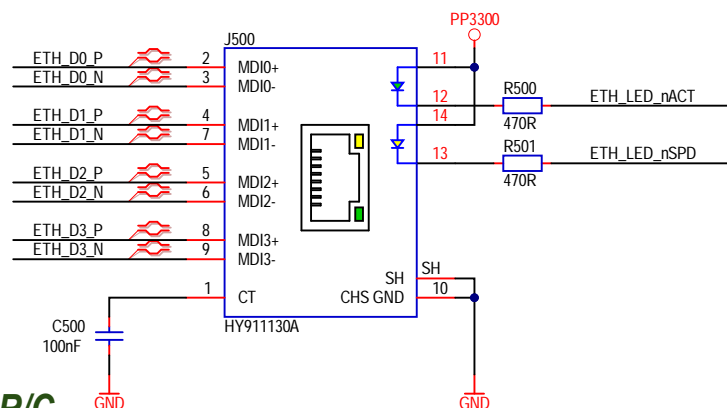 PP3300
J500
ETH_D0_P 2 MDI0+ 11
ETH_D0_N 3 MDI0-
12 R500 ETH_LED_nACT
470R
ETH_D1_P 4 MDI1+ 14
ETH_D1_N 7 MDI1-
13 R501 ETH_LED_nSPD
470R
ETH_D2_P 5 MDI2+
ETH_D2_N 6 MDI2-
ETH_D3_P 8 MDI3+
ETH_D3_N 9 MDI3-
SH SH
1 CT CHS GND 10
HY911130A
C500
100nF
GND GND